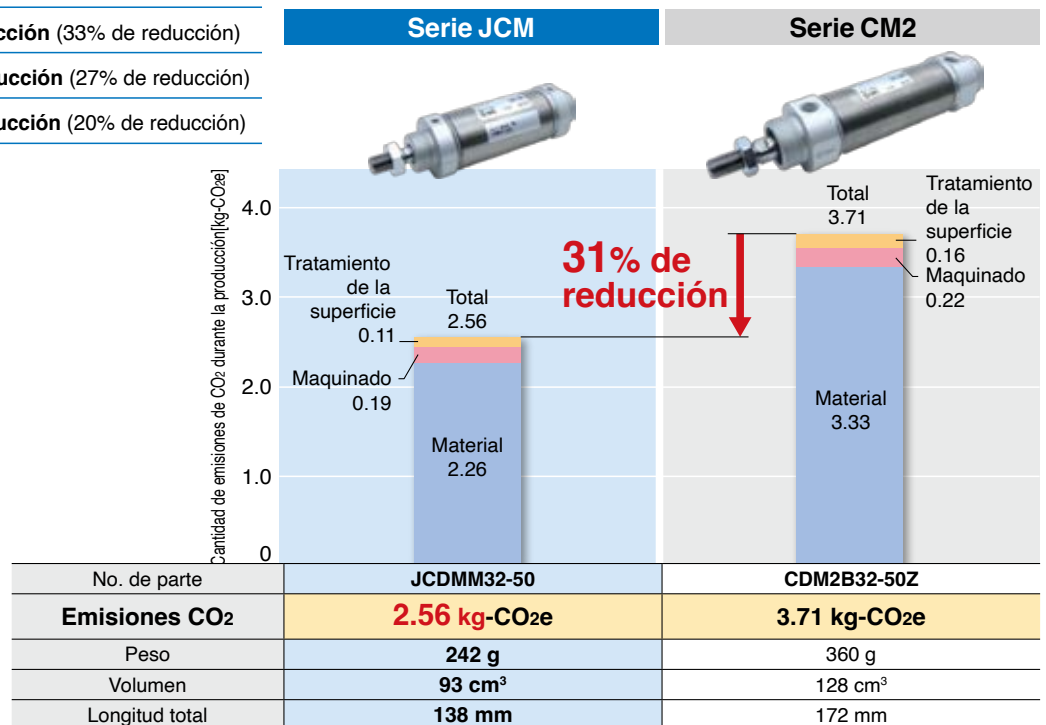 cción (33% de reducción)
ucción (27% de reducción)
ucción (20% de reducción)
Serie JCM
Serie CM2
Cantidad de emisiones de CO2 durante la producción[kg-CO2e]
4.0
3.0
2.0
1.0
0
Tratamiento
de la
superficie
0.11
Maquinado
0.19
Total
2.56
Material
2.26
31% de
reducción
Total
3.71
Tratamiento
de la
superficie
0.16
Maquinado
0.22
Material
3.33
No. de parte JCDMM32-50 CDM2B32-50Z
Emisiones CO2 2.56 kg-CO2e 3.71 kg-CO2e
Peso 242 g 360 g
Volumen 93 cm³ 128 cm³
Longitud total 138 mm 172 mm